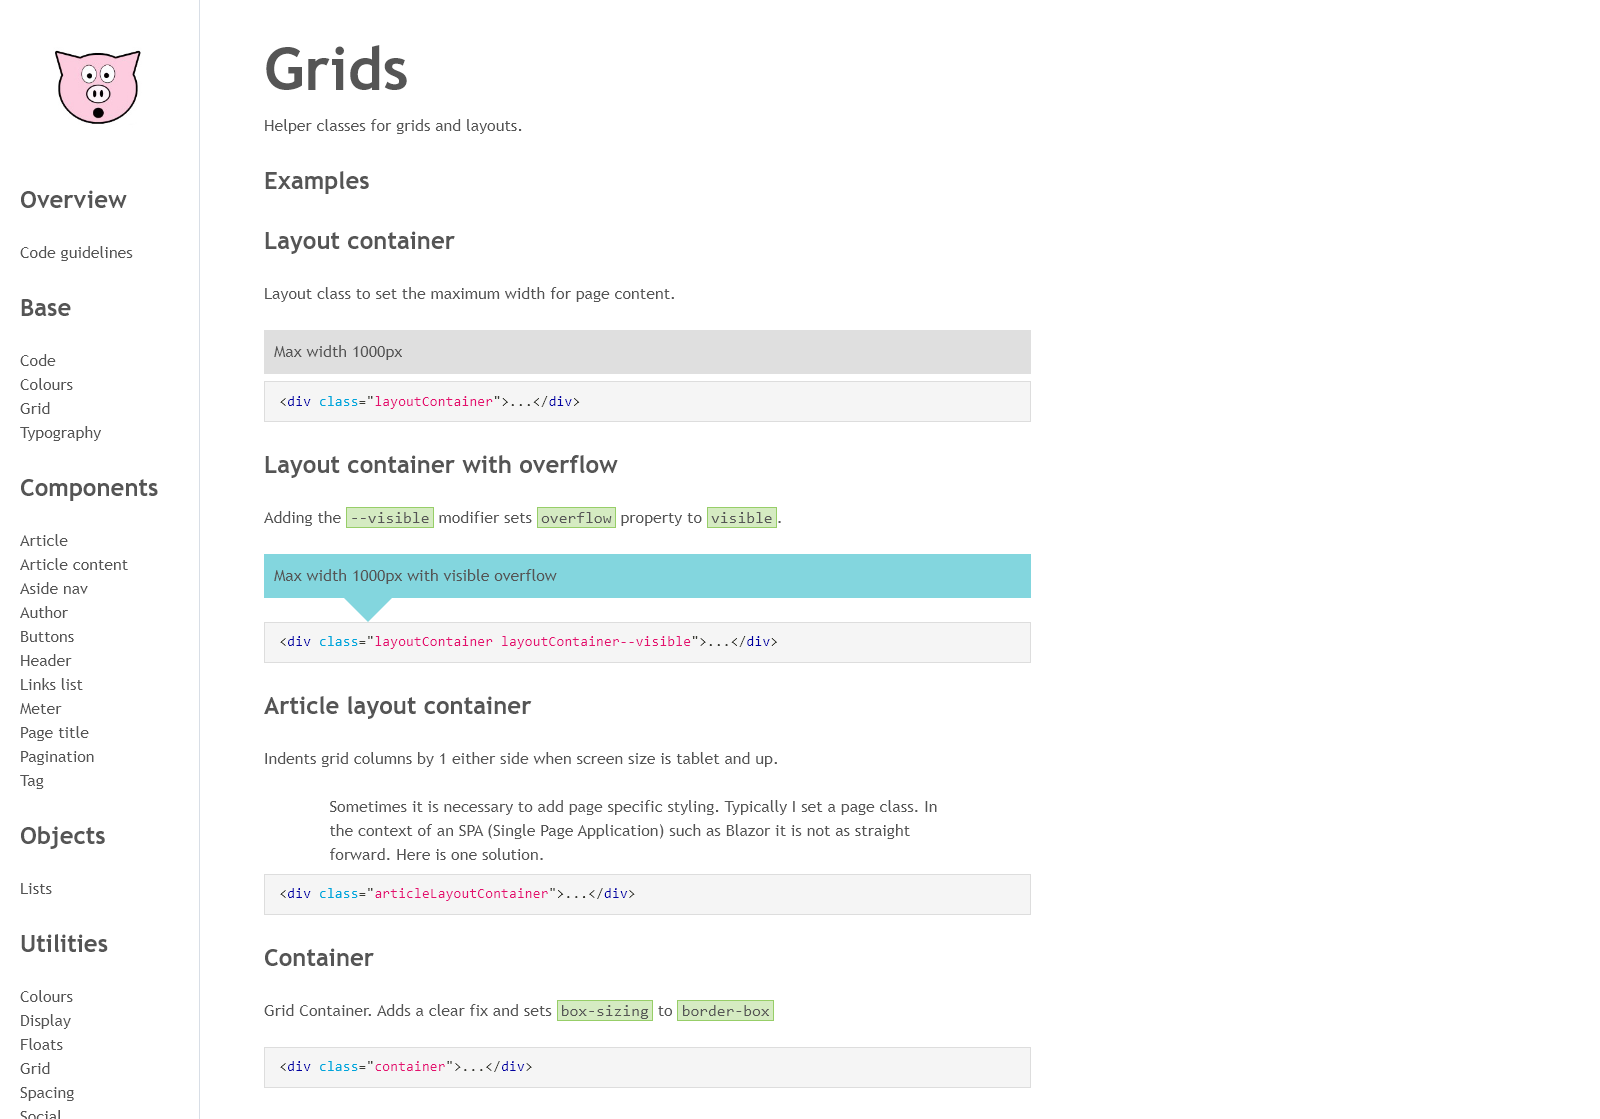 Overview
Code guidelines
Base
Code
Colours
Grid
Typography
Components
Article
Article content
Aside nav
Author
Buttons
Header
Links list
Meter
Page title
Pagination
Tag
Objects
Lists
Utilities
Colours
Display
Floats
Grid
Spacing
Social
Grids
Helper classes for grids and layouts.
Examples
Layout container
Layout class to set the maximum width for page content.
Max width 1000px
<div class="layoutContainer">...</div>
Layout container with overflow
Adding the --visible modifier sets overflow property to visible.
Max width 1000px with visible overflow
<div class="layoutContainer layoutContainer--visible">...</div>
Article layout container
Indents grid columns by 1 either side when screen size is tablet and up.
Sometimes it is necessary to add page specific styling. Typically I set a page class. In
the context of an SPA (Single Page Application) such as Blazor it is not as straight
forward. Here is one solution.
<div class="articleLayoutContainer">...</div>
Container
Grid Container. Adds a clear fix and sets box-sizing to border-box
<div class="container">...</div>